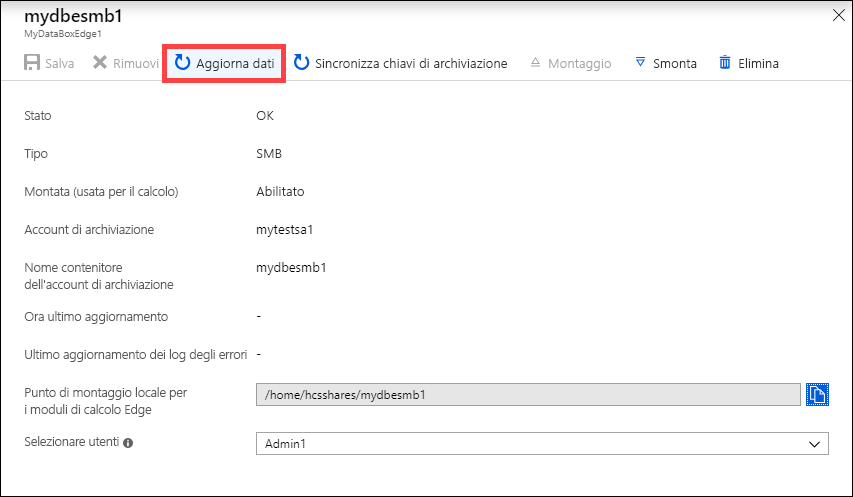 mydbesmb1
MyDataBoxEdge1
Salva Rimuovi Aggiorna dati Sincronizza chiavi di archiviazione Montaggio Smonta Elimina
Stato OK
Tipo SMB
Montata (usata per il calcolo) Abilitato
Account di archiviazione mytestsa1
Nome contenitore mydbesmb1
dell'account di archiviazione
Ora ultimo aggiornamento -
Ultimo aggiornamento dei log degli errori -
Punto di montaggio locale per /home/hcsshares/mydbesmb1
i moduli di calcolo Edge
Selezionare utenti Admin1